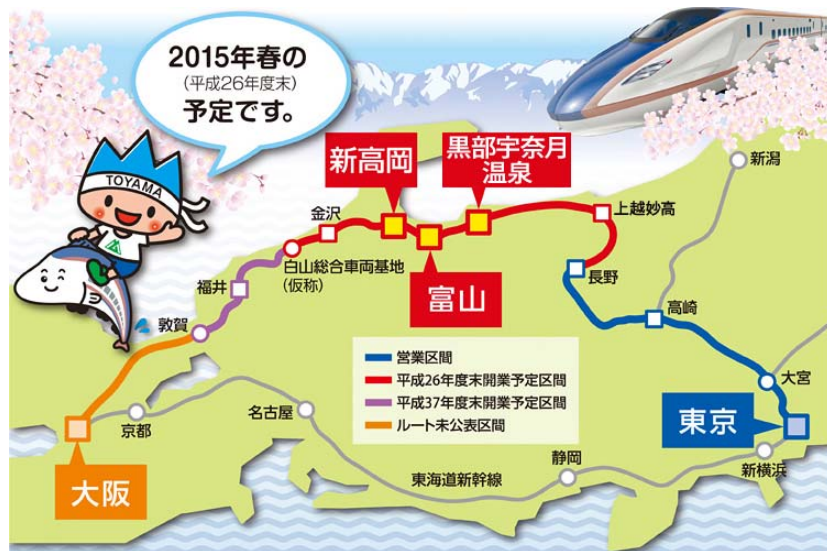 2015年春の
(平成26年度末)
予定です。
TOYAMA
新高岡
黒部宇奈月
温泉
新潟
金沢
上越妙高
白山総合車両基地
(仮称)
富山
長野
福井
高崎
敦賀
営業区間
平成26年度末開業予定区間
平成37年度末開業予定区間
ルート未公表区間
大宮
東京
京都
名古屋
大阪
東海道新幹線
静岡
新横浜